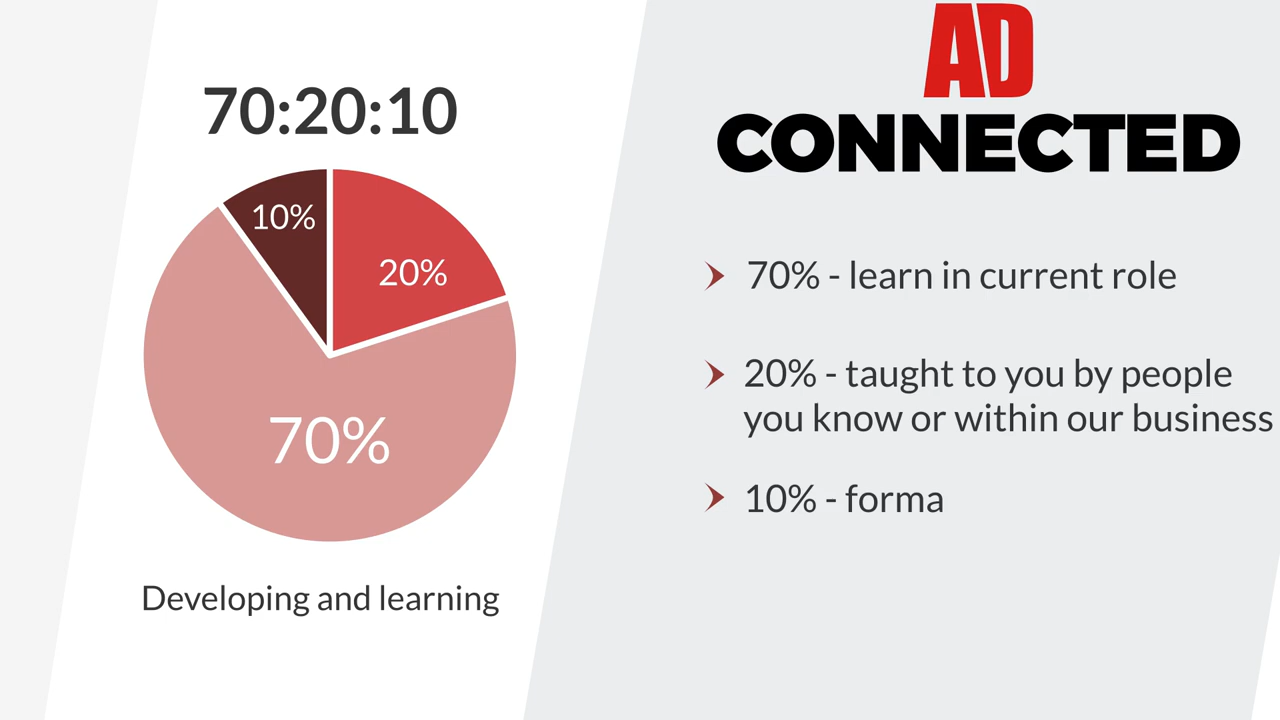 70:20:10
10%
20%
70%
Developing and learning
AD
CONNECTED
70% - learn in current role
20% - taught to you by people
you know or within our business
10% - forma